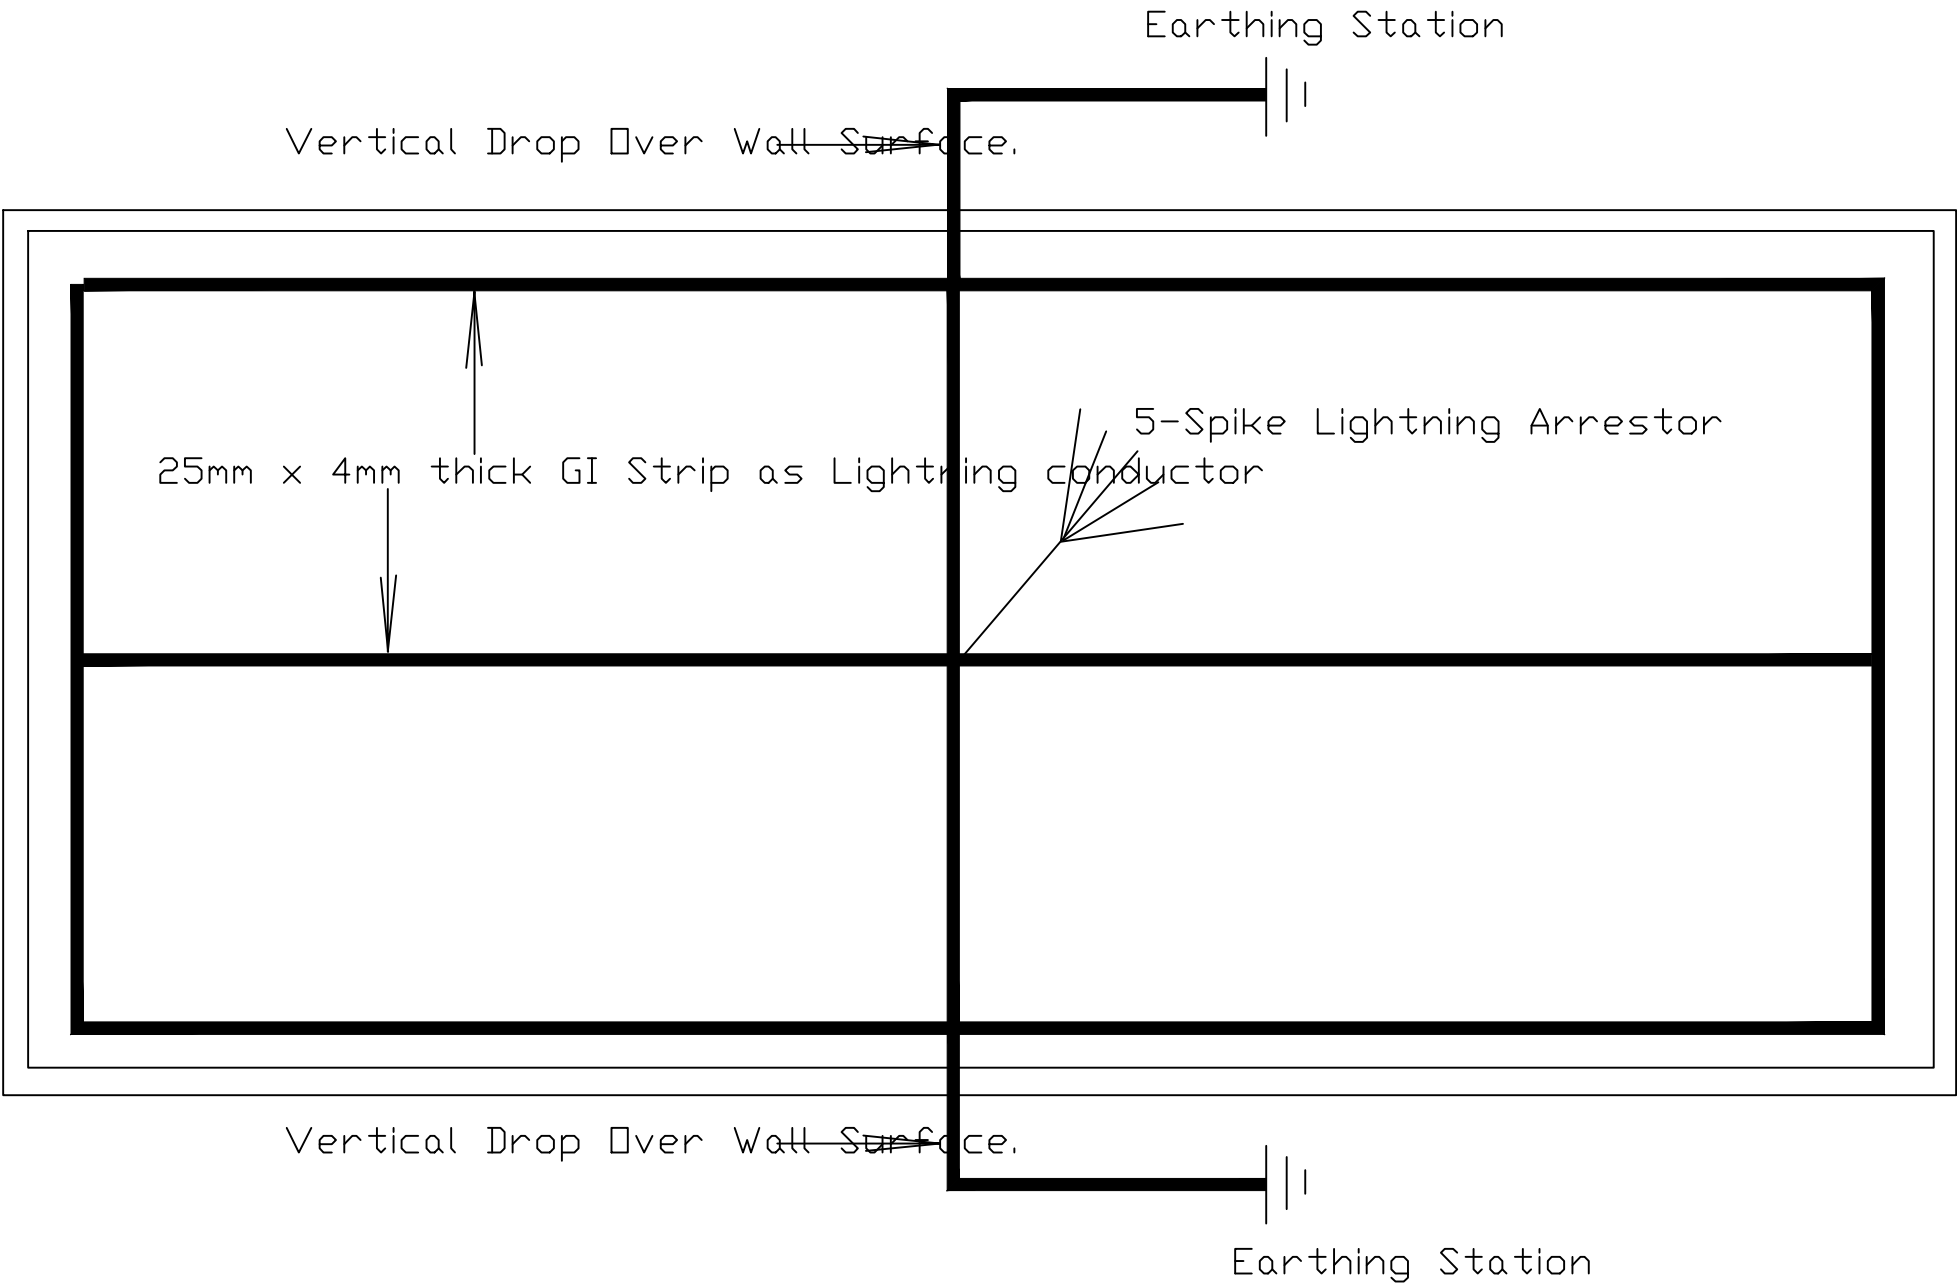 Earthing Station
Vertical Drop Over Wall Surface.
5-Spike Lightning Arrestor
25mm x 4mm thick GI Strip as Lightning conductor
Vertical Drop Over Wall Surface.
Earthing Station